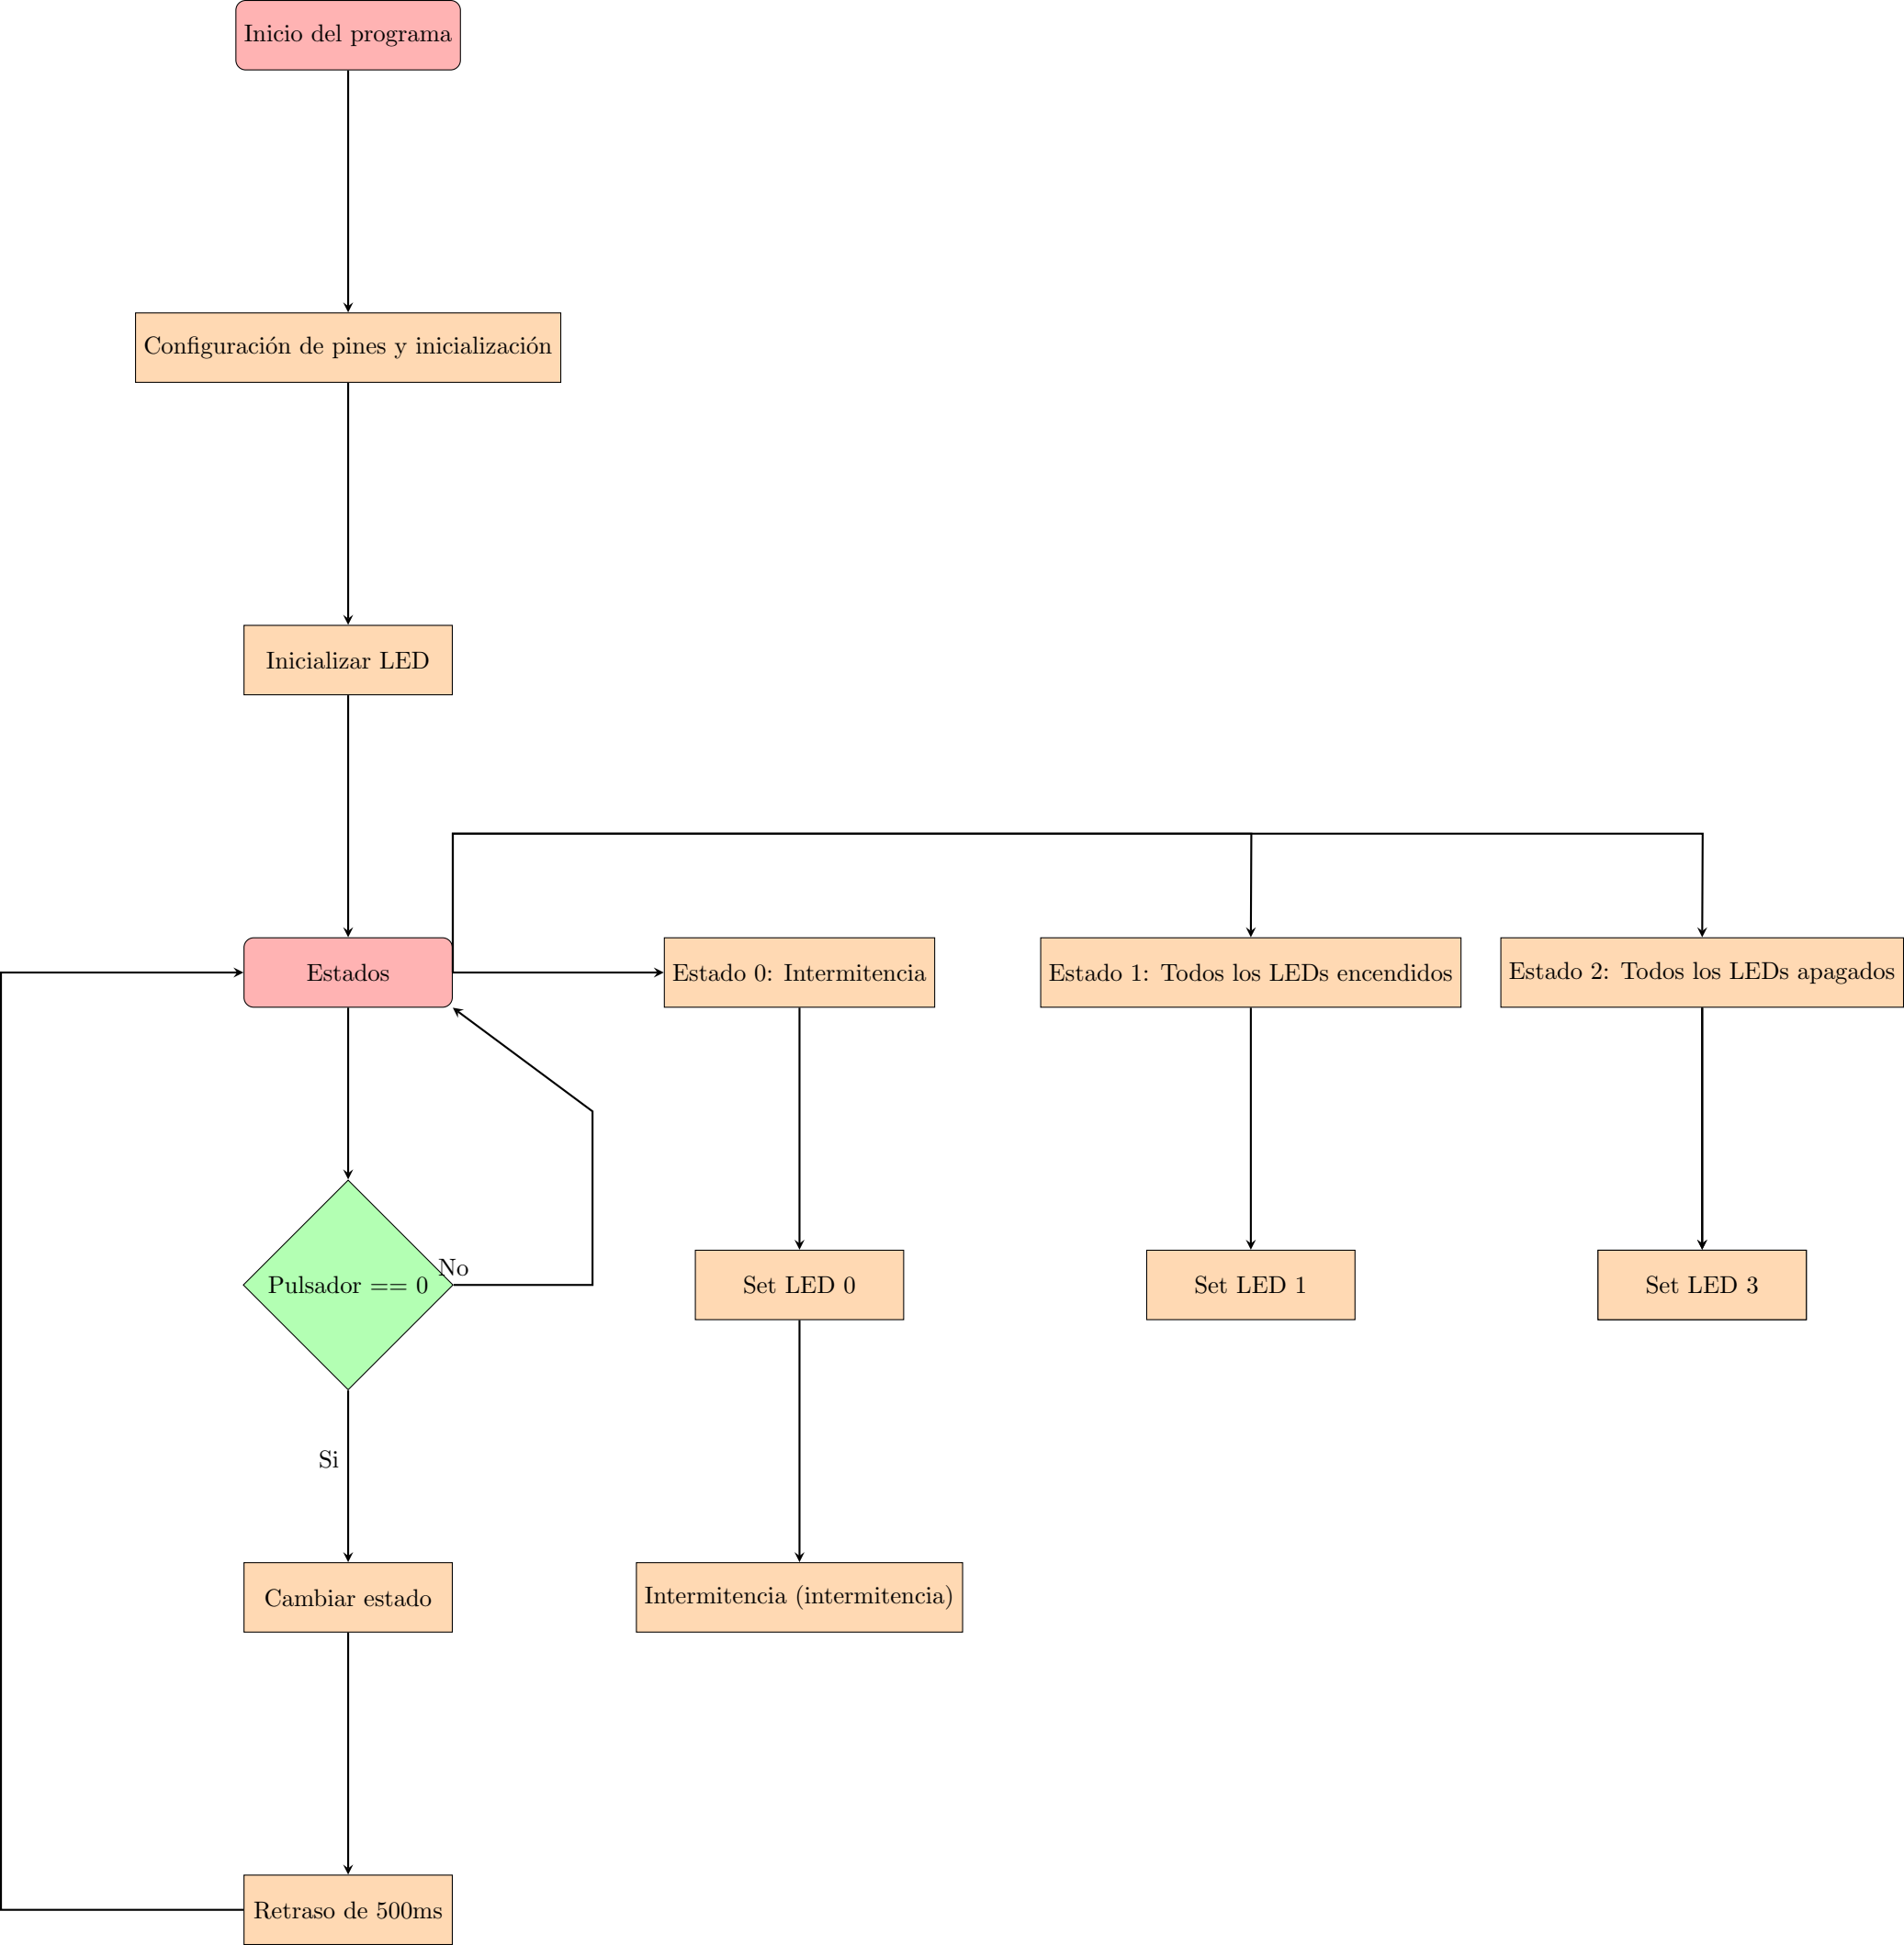 Inicio del programa
Configuración de pines y inicialización
Inicializar LED
Estados
Estado 0: Intermitencia
Estado 1: Todos los LEDs encendidos
Estado 2: Todos los LEDs apagados
No
Pulsador == 0
Set LED 0
Set LED 1
Set LED 3
Si
Cambiar estado
Intermitencia (intermitencia)
Retraso de 500ms